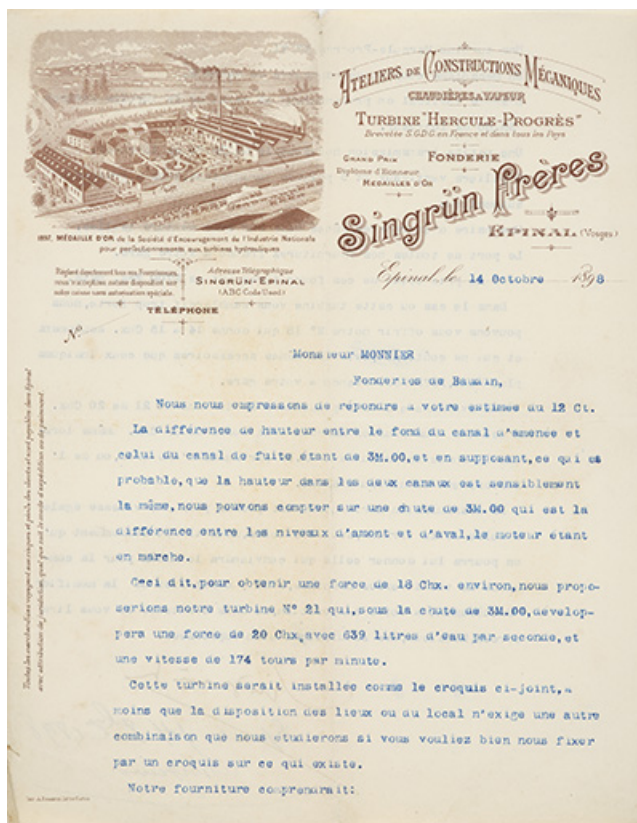 ATELIERS DE CONSTRUCTIONS MÉCANIQUES
CHAUDIÈRES A VAPEUR
TURBINE "HERCULE-PROGRÈS"
Brevetée S.G.D.G. en France et dans tous les Pays
GRAND PRIX
Diplôme d'Honneur
MÉDAILLES D'OR
FONDERIE
Singrün Frères
EPINAL (Vosges)
1897, MÉDAILLE D'OR de la Société d'Encouragement de l'Industrie Nationale
pour perfectionnements aux turbines hydrauliques
Adresse Télégraphique
SINGRÜN-EPINAL
(ABC Code Used)
TÉLÉPHONE
Epinal, le 14 Octobre 1898
N°
Monsieur MONNIER
Fonderies de Baudin,
Nous nous empressons de répondre a votre estimée du 12 Ct.
La différence de hauteur entre le fond du canal d'amenée et
celui du canal de fuite étant de 3M.00,et en supposant,ce qui es
probable,que la hauteur dans les deux canaux est sensiblement
la même,nous pouvons compter sur une chute de 3M.00 qui est la
différence entre les niveaux d'amont et d'aval,le moteur étant
en marche.
Ceci dit,pour obtenir une force de 18 Chx. environ,nous propo-
serions notre turbine N° 21 qui,sous la chute de 3M.00,dévelop-
pera une force de 20 Chx,avec 639 litres d'eau par seconde,et
une vitesse de 174 tours par minute.
Cette turbine serait installée comme le croquis ci-joint,a
moins que la disposition des lieux ou du local n'exige une autre
combinaison que nous étudierons si vous vouliez bien nous fixer
par un croquis sur ce qui existe.
Notre fourniture comprendrait: